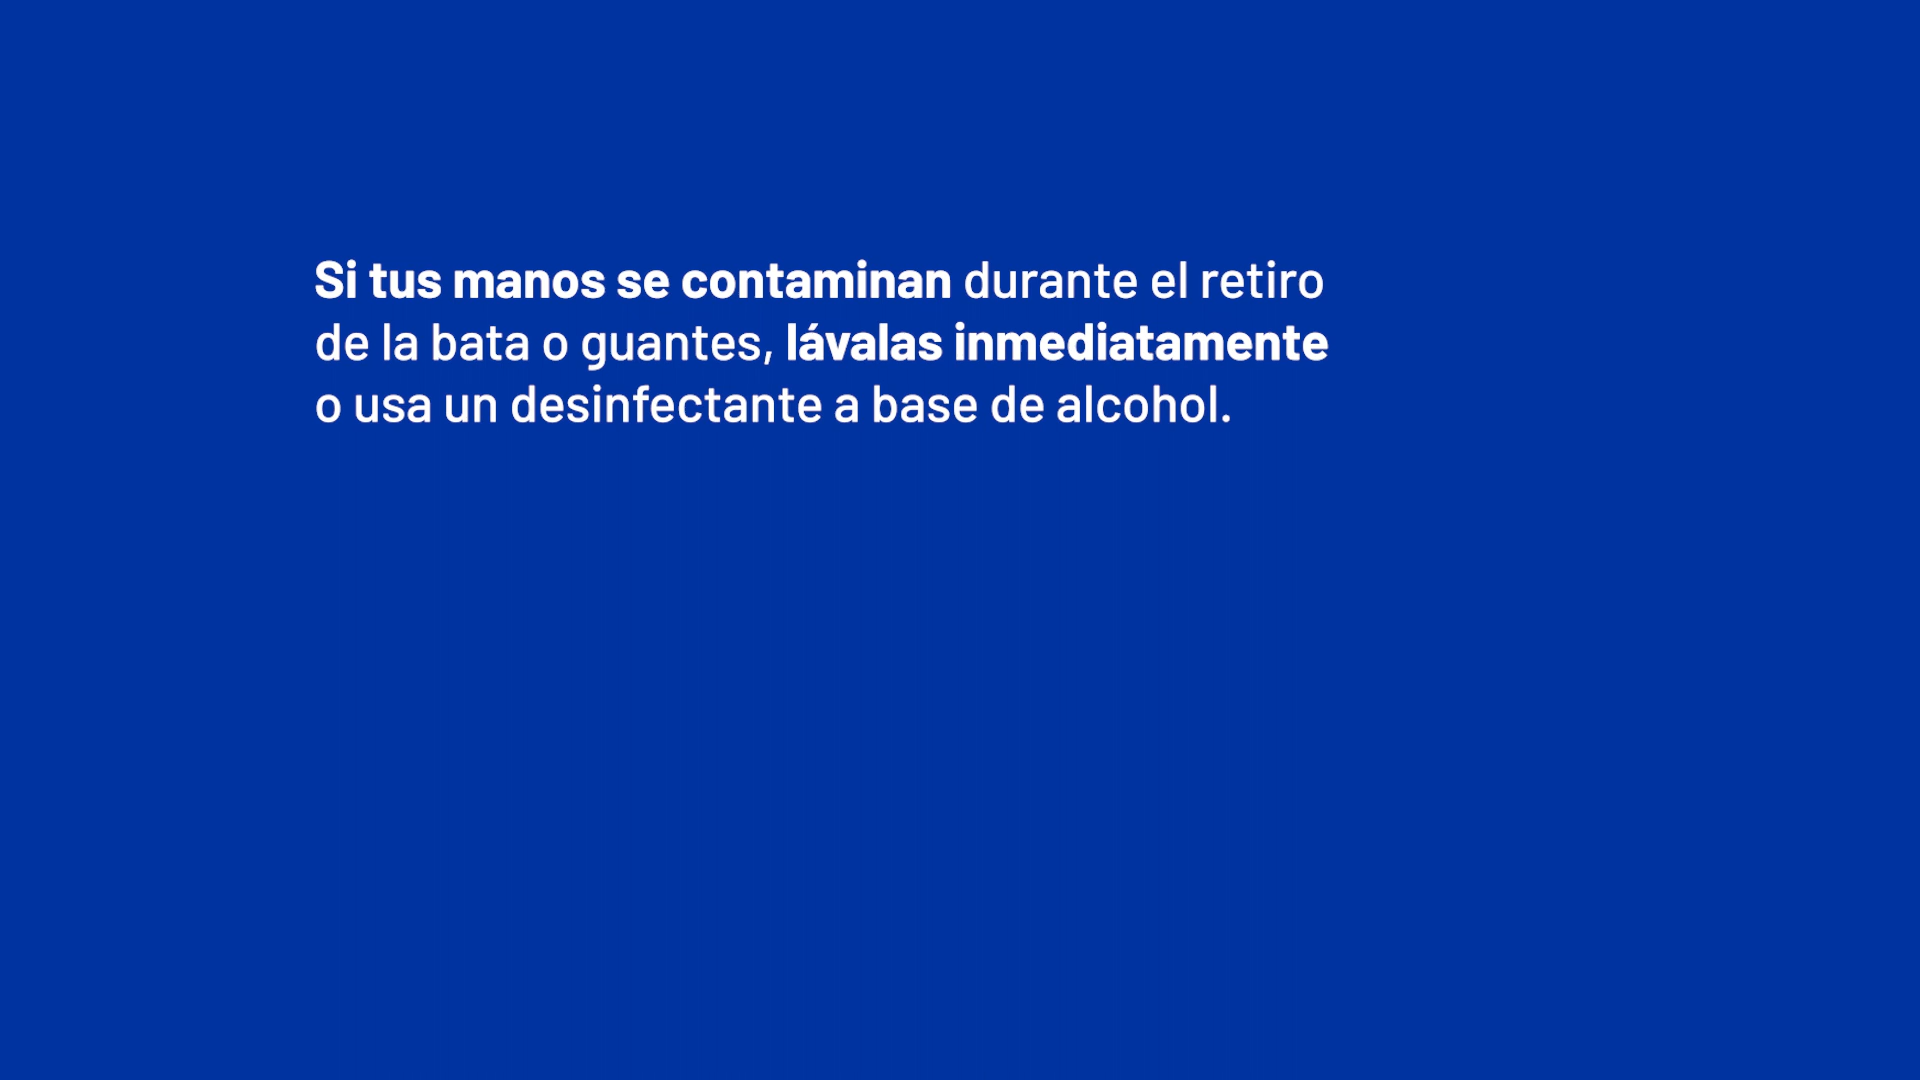 Si tus manos se contaminan durante el retiro
de la bata o guantes, lávalas inmediatamente
o usa un desinfectante a base de alcohol.